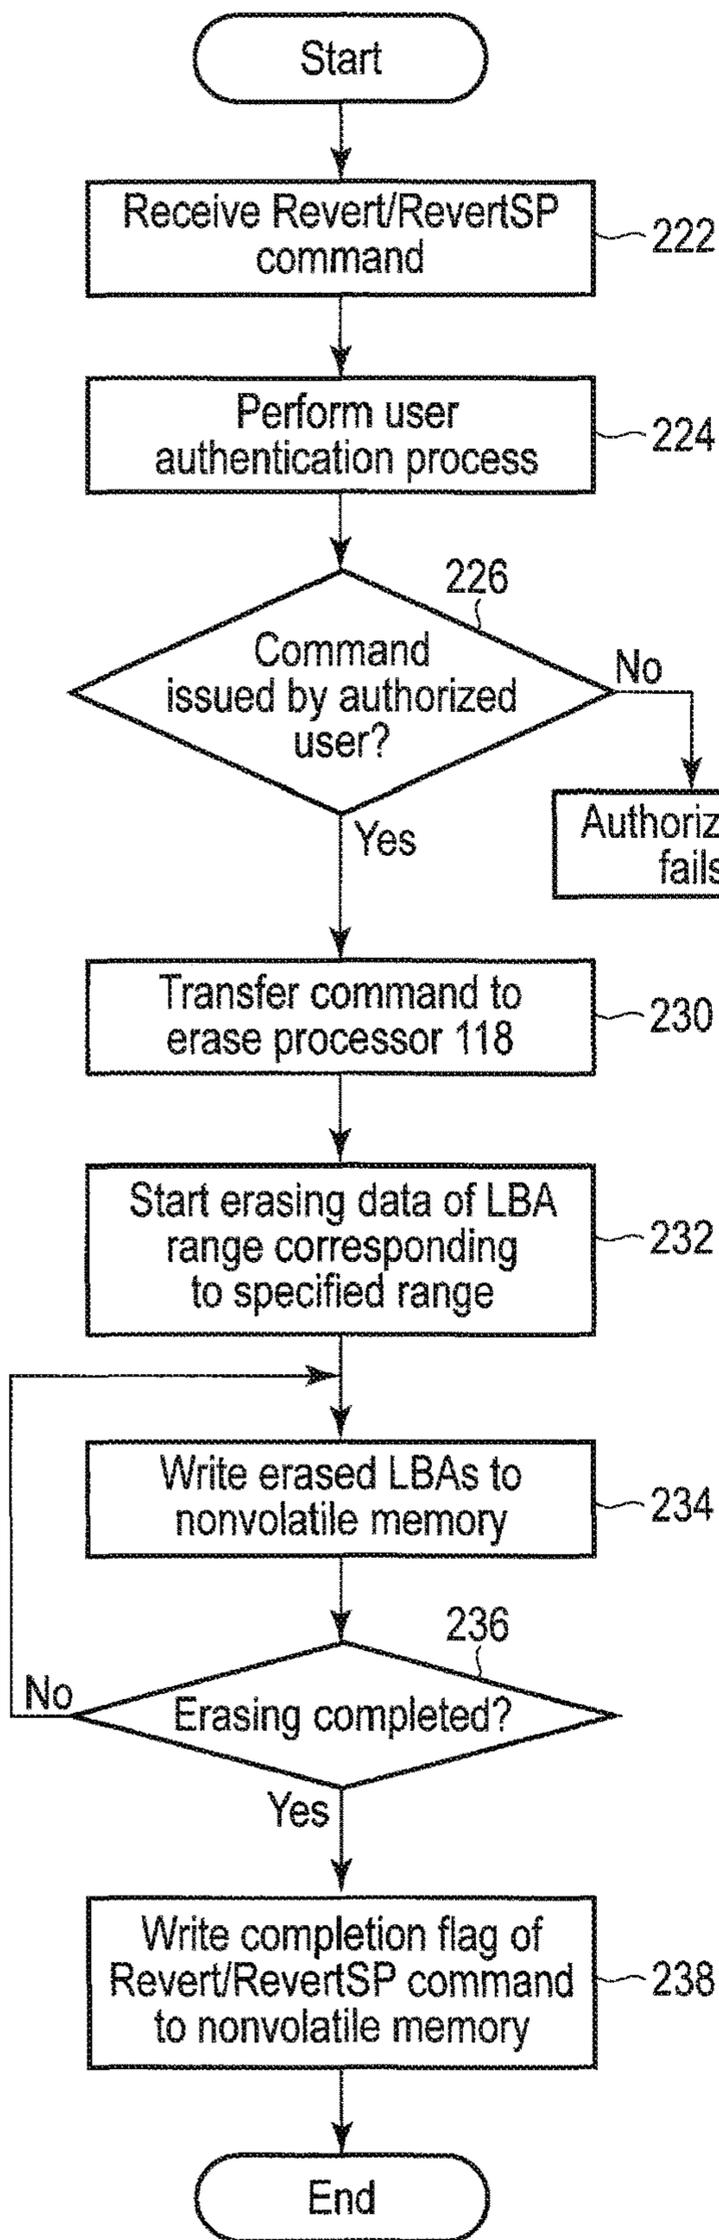 Start
Receive Revert/RevertSP
command
222
Perform user
authentication process
224
226
Command
issued by authorized
user?
No
Yes
fails
Transfer command to
erase processor 118
230
Start erasing data of LBA
range corresponding
to specified range
232
Write erased LBAs to
nonvolatile memory
234
236
Erasing completed?
No
Yes
Write completion flag of
Revert/RevertSP command
to nonvolatile memory
238
End